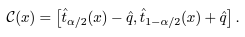 𝒞(x) = [t̂_{α/2}(x) − q̂, t̂_{1−α/2}(x) + q̂] .